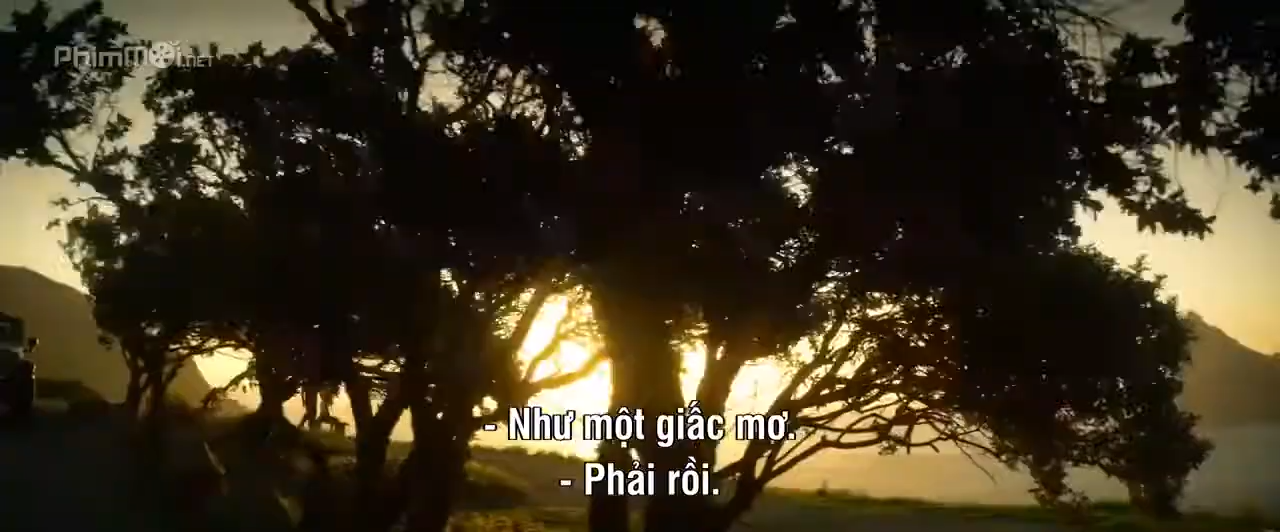 PhimMoi.NET
- Như một giấc mơ.
- Phải rồi.